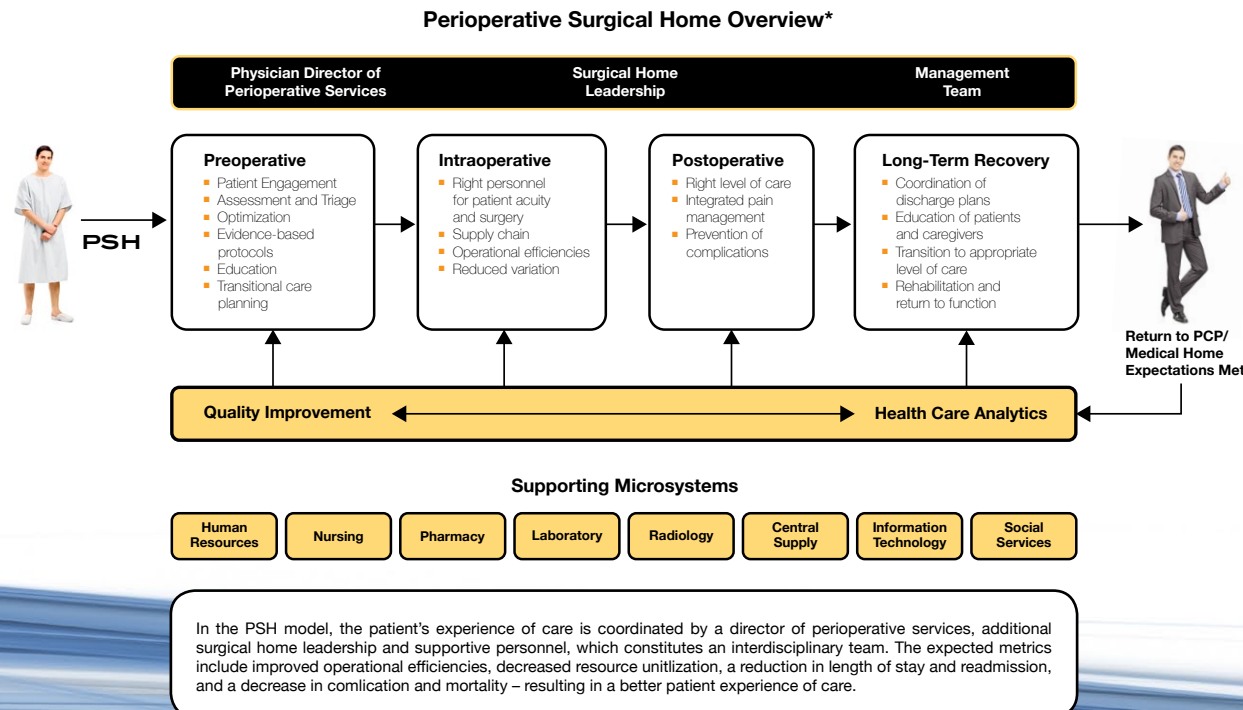 Perioperative Surgical Home Overview*
Physician Director of
Perioperative Services
Surgical Home
Leadership
Management
Team
PSH
Preoperative
Patient Engagement
Assessment and Triage
Optimization
Evidence-based
protocols
Education
Transitional care
planning
Intraoperative
Right personnel
for patient acuity
and surgery
Supply chain
Operational efficiencies
Reduced variation
Postoperative
Right level of care
Integrated pain
management
Prevention of
complications
Long-Term Recovery
Coordination of
discharge plans
Education of patients
and caregivers
Transition to appropriate
level of care
Rehabilitation and
return to function
Return to PCP/
Medical Home
Expectations Met
Quality Improvement
Health Care Analytics
Supporting Microsystems
Human
Resources
Nursing
Pharmacy
Laboratory
Radiology
Central
Supply
Information
Technology
Social
Services
In the PSH model, the patient's experience of care is coordinated by a director of perioperative services, additional
surgical home leadership and supportive personnel, which constitutes an interdisciplinary team. The expected metrics
include improved operational efficiencies, decreased resource unitlization, a reduction in length of stay and readmission,
and a decrease in comlication and mortality – resulting in a better patient experience of care.